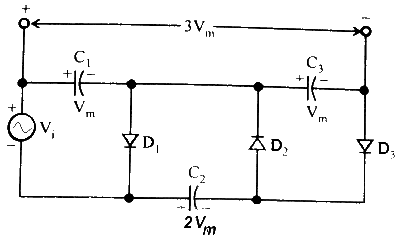 + -
3Vm
C1 C3
+ - + -
Vm Vm
+
Vi
-
D1 D2 D3
C2
+ -
2Vm